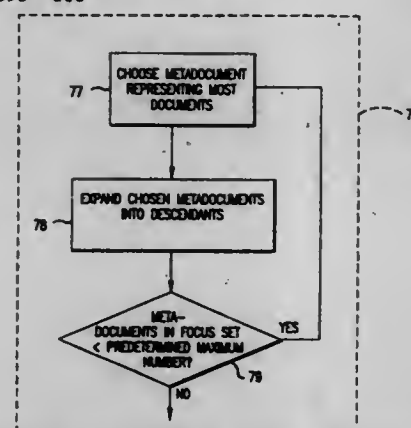 77
CHOOSE METADOCUMENT
REPRESENTING MOST
DOCUMENTS
7
78
EXPAND CHOSEN METADOCUMENTS
INTO DESCENDANTS
META-
DOCUMENTS IN FOCUS SET
< PREDETERMINED MAXIMUM
NUMBER?
YES
79
NO